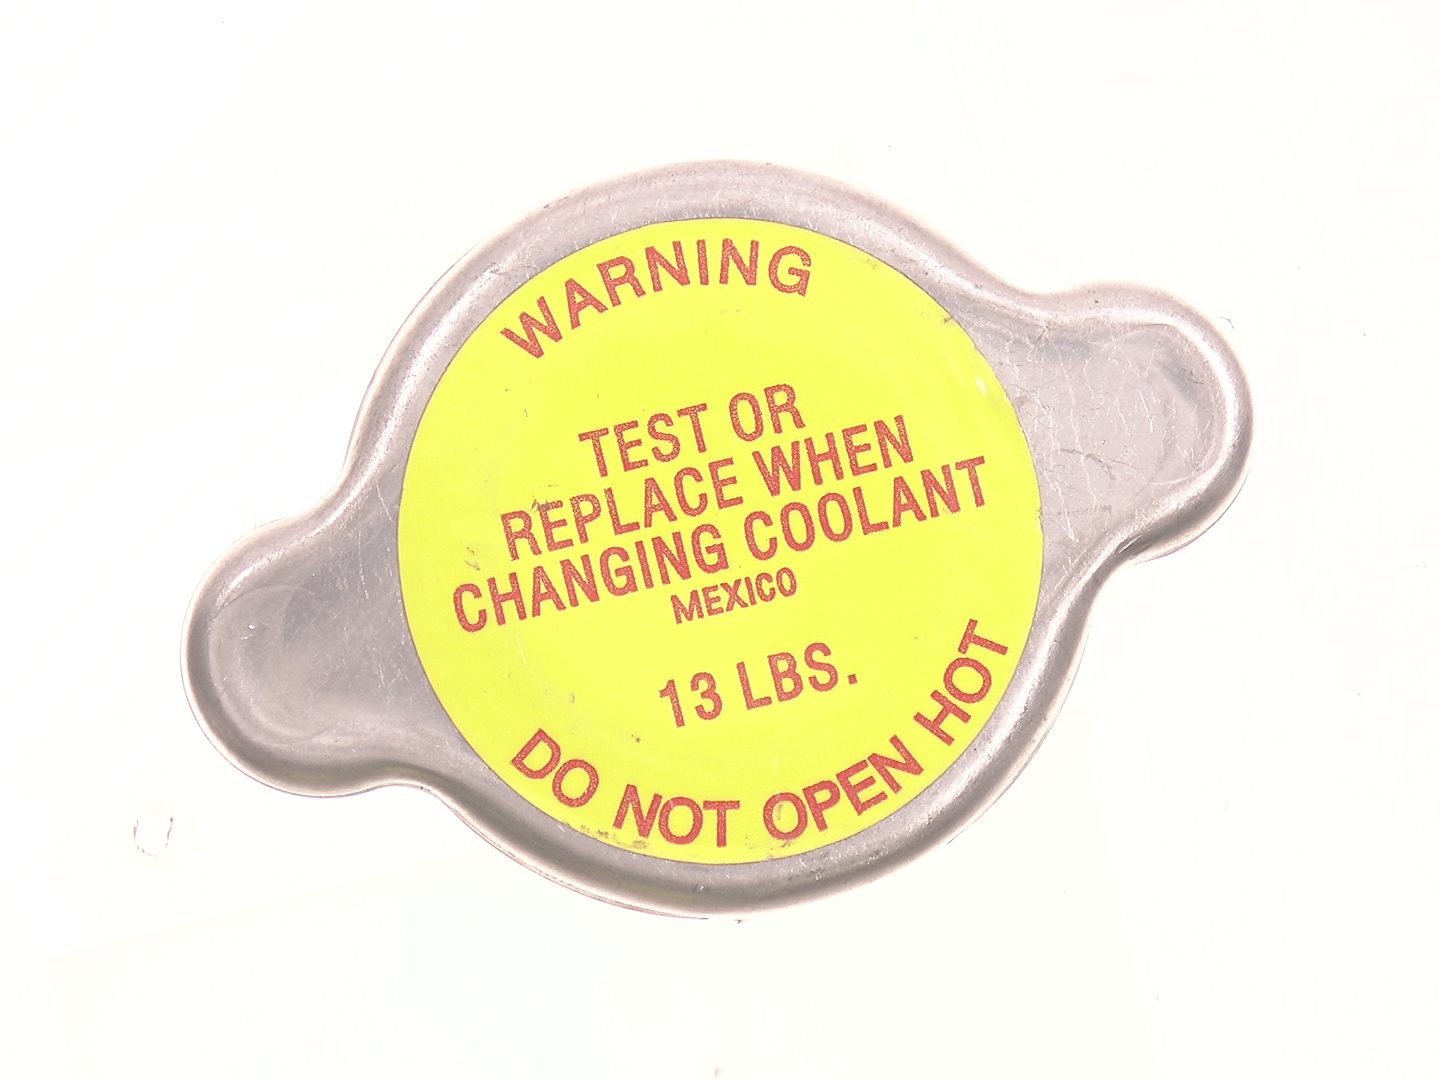 WARNING
TEST OR
REPLACE WHEN
CHANGING COOLANT
MEXICO
13 LBS.
DO NOT OPEN HOT